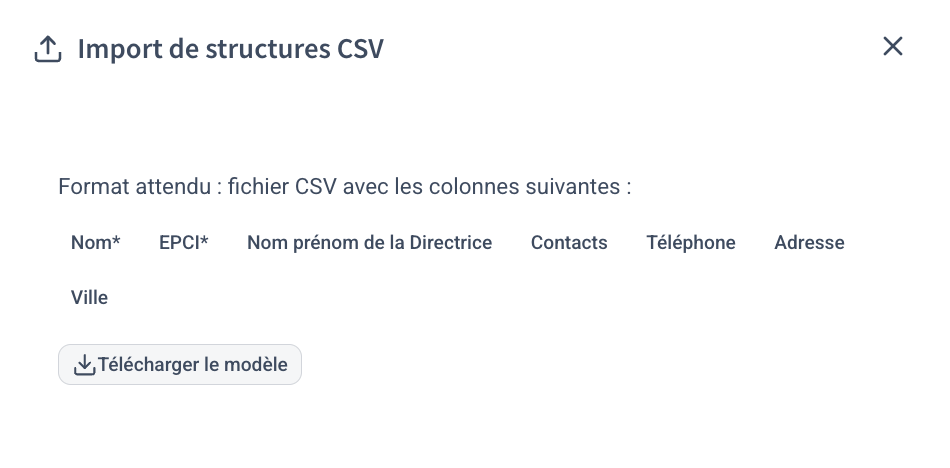 Import de structures CSV
Format attendu : fichier CSV avec les colonnes suivantes :
Nom* EPCI* Nom prénom de la Directrice Contacts Téléphone Adresse
Ville
Télécharger le modèle